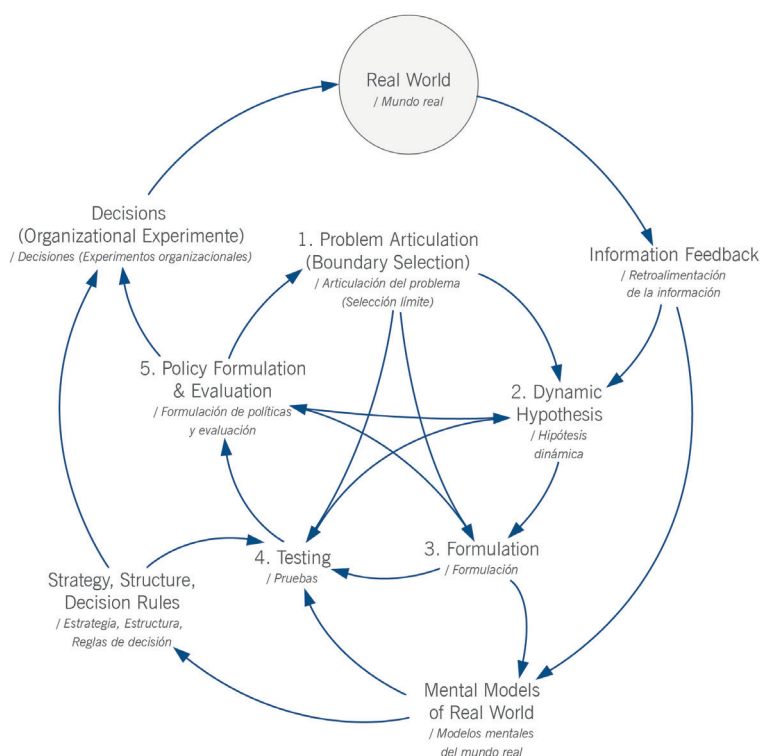 Real World
/ Mundo real
Decisions
(Organizational Experimente)
/ Decisiones (Experimentos organizacionales)
1. Problem Articulation
(Boundary Selection)
/ Articulación del problema
(Selección límite)
Information Feedback
/ Retroalimentación
de la información
5. Policy Formulation
& Evaluation
/ Formulación de políticas
y evaluación
2. Dynamic
Hypothesis
/ Hipótesis
dinámica
4. Testing
/ Pruebas
3. Formulation
/ Formulación
Strategy, Structure,
Decision Rules
/ Estrategia, Estructura,
Reglas de decisión
Mental Models
of Real World
/ Modelos mentales
del mundo real